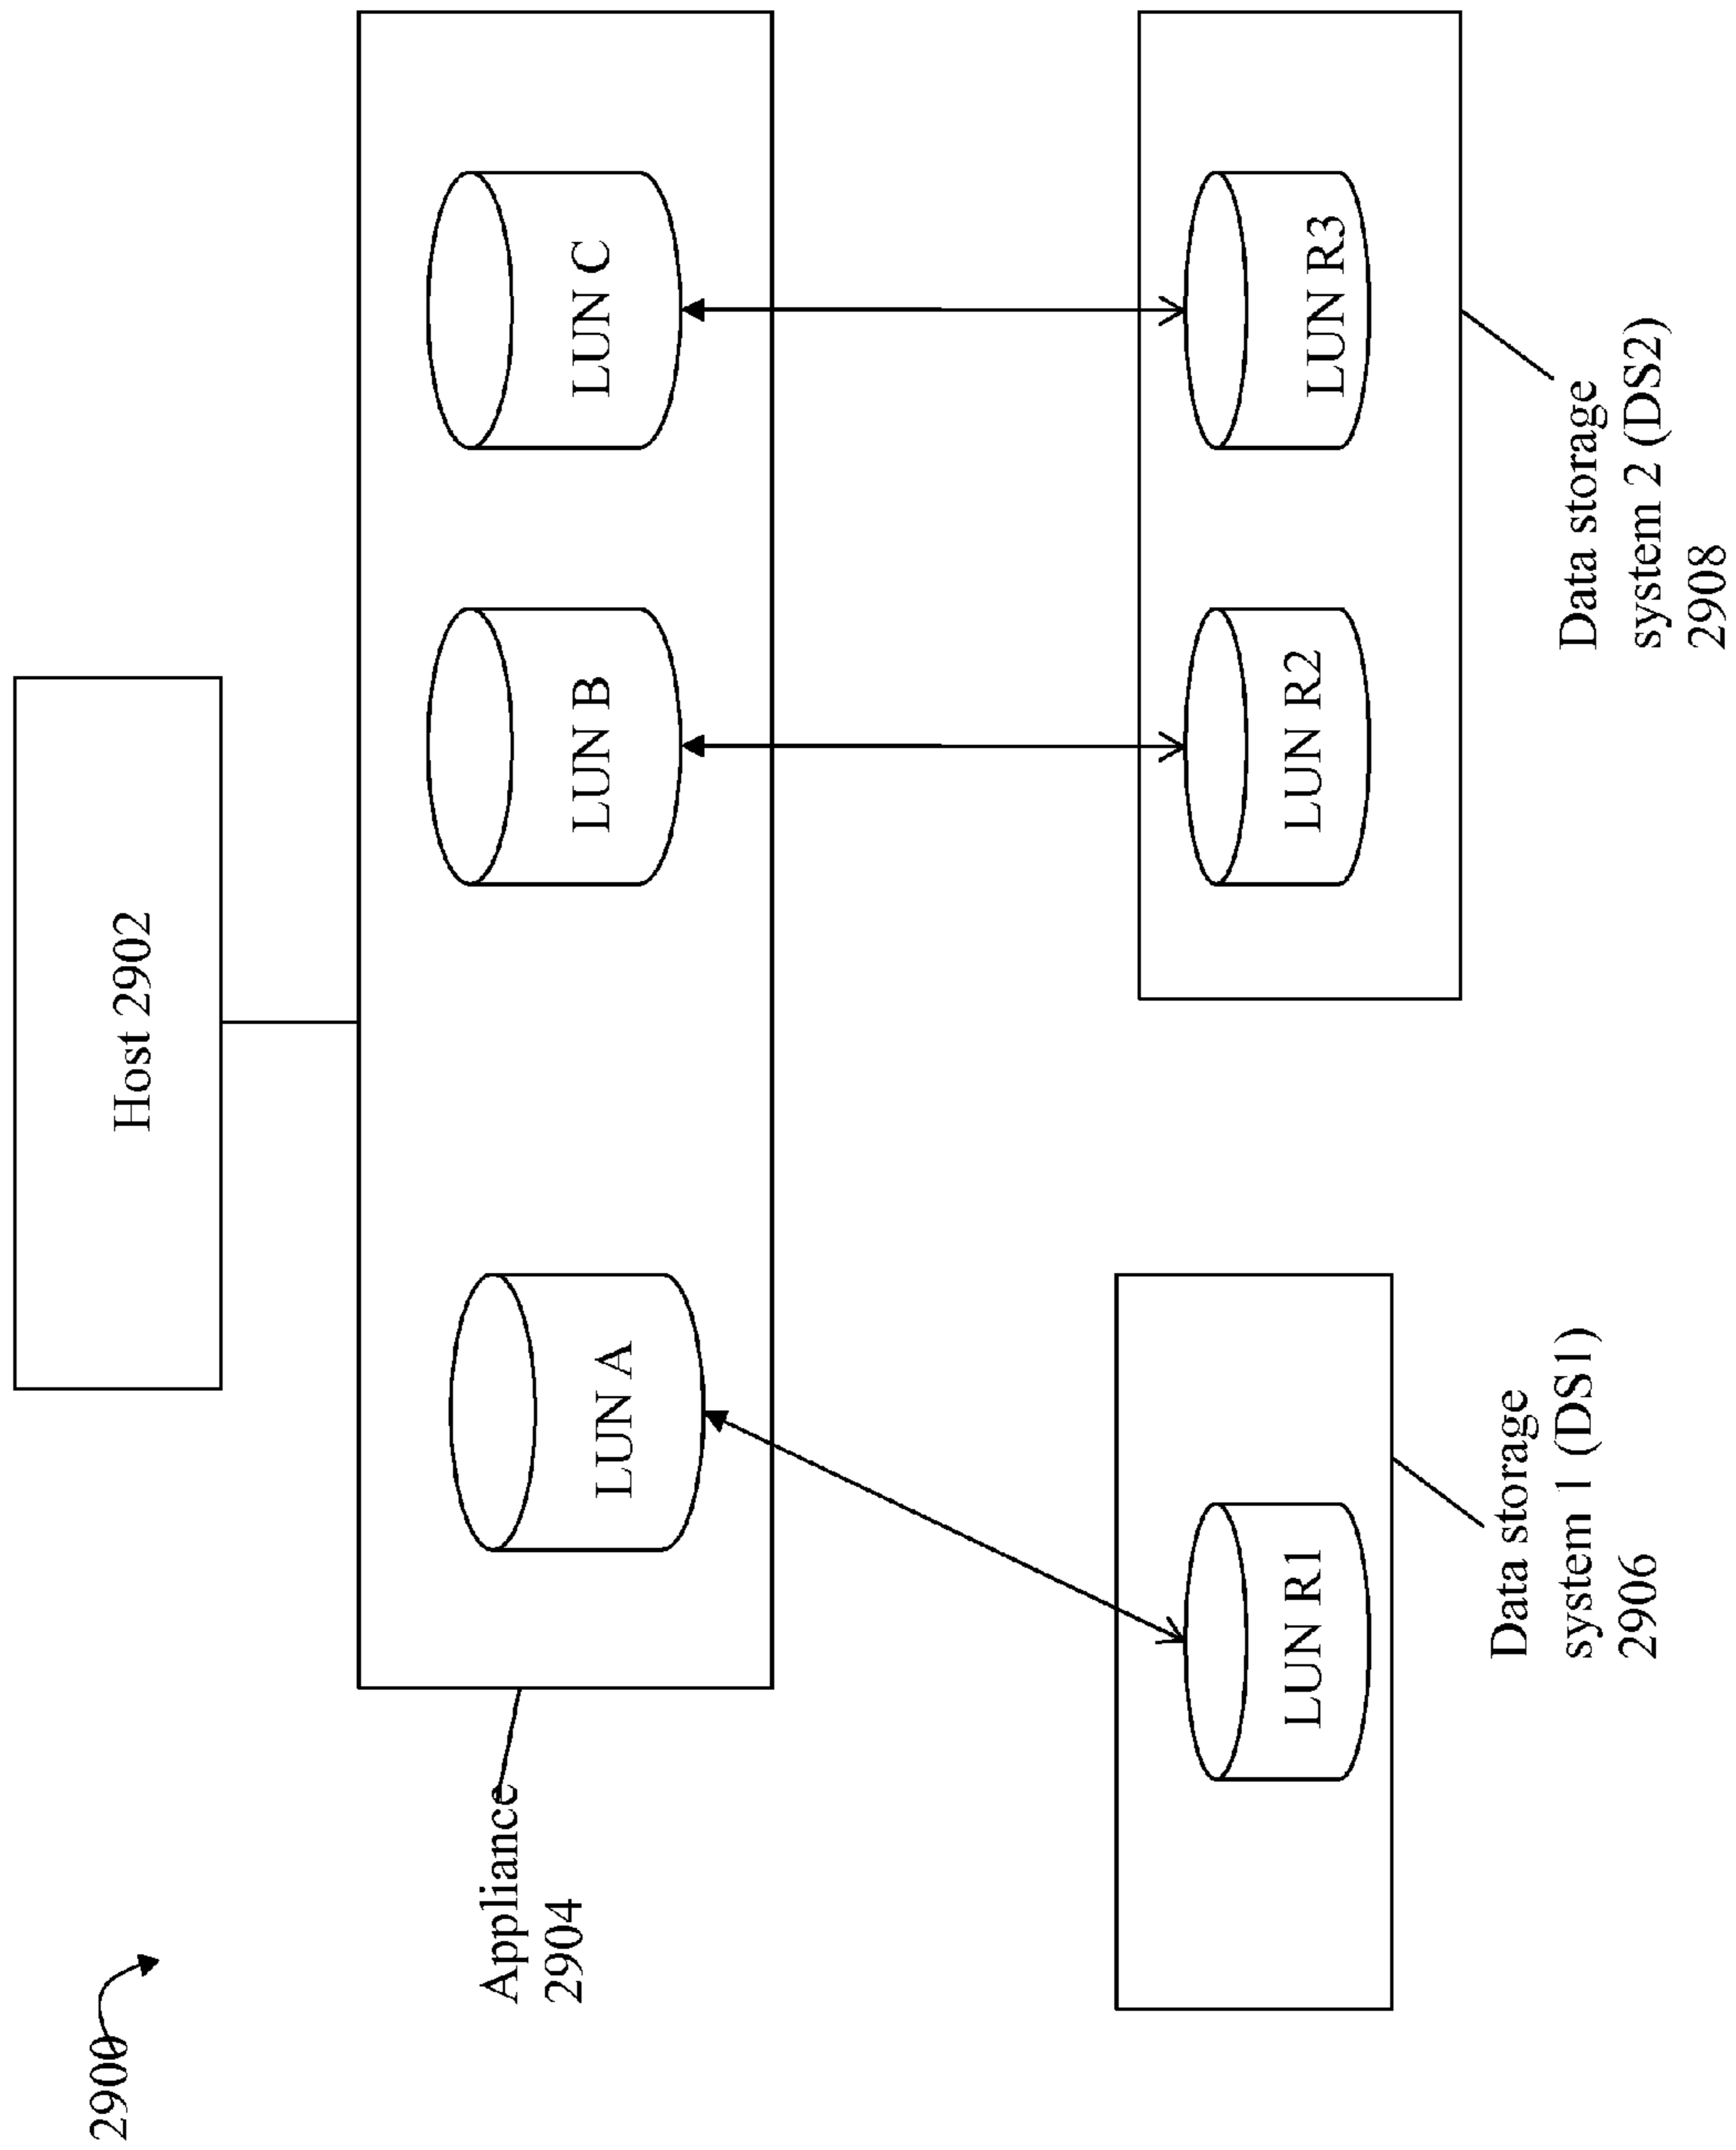 2900
Host 2902
Appliance
2904
LUN A
LUN B
LUN C
LUN R1
LUN R2
LUN R3
Data storage
system 1 (DS1)
2906
Data storage
system 2 (DS2)
2908